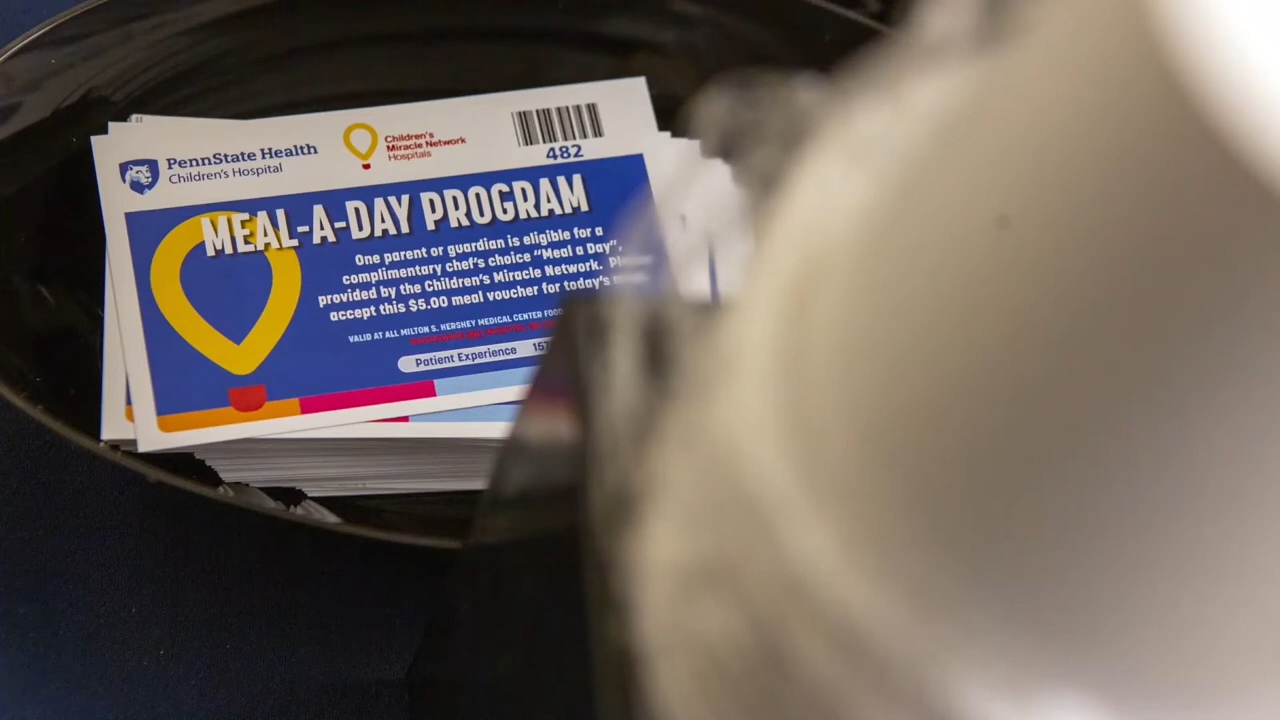 PennState Health
Children's Hospital
Children's
Miracle Network
Hospitals
482
MEAL-A-DAY PROGRAM
One parent or guardian is eligible for a
complimentary chef's choice "Meal a Day",
provided by the Children's Miracle Network.
accept this $5.00 meal voucher for today's
VALID AT ALL MILTON S. HERSHEY MEDICAL CENTER
Patient Experience